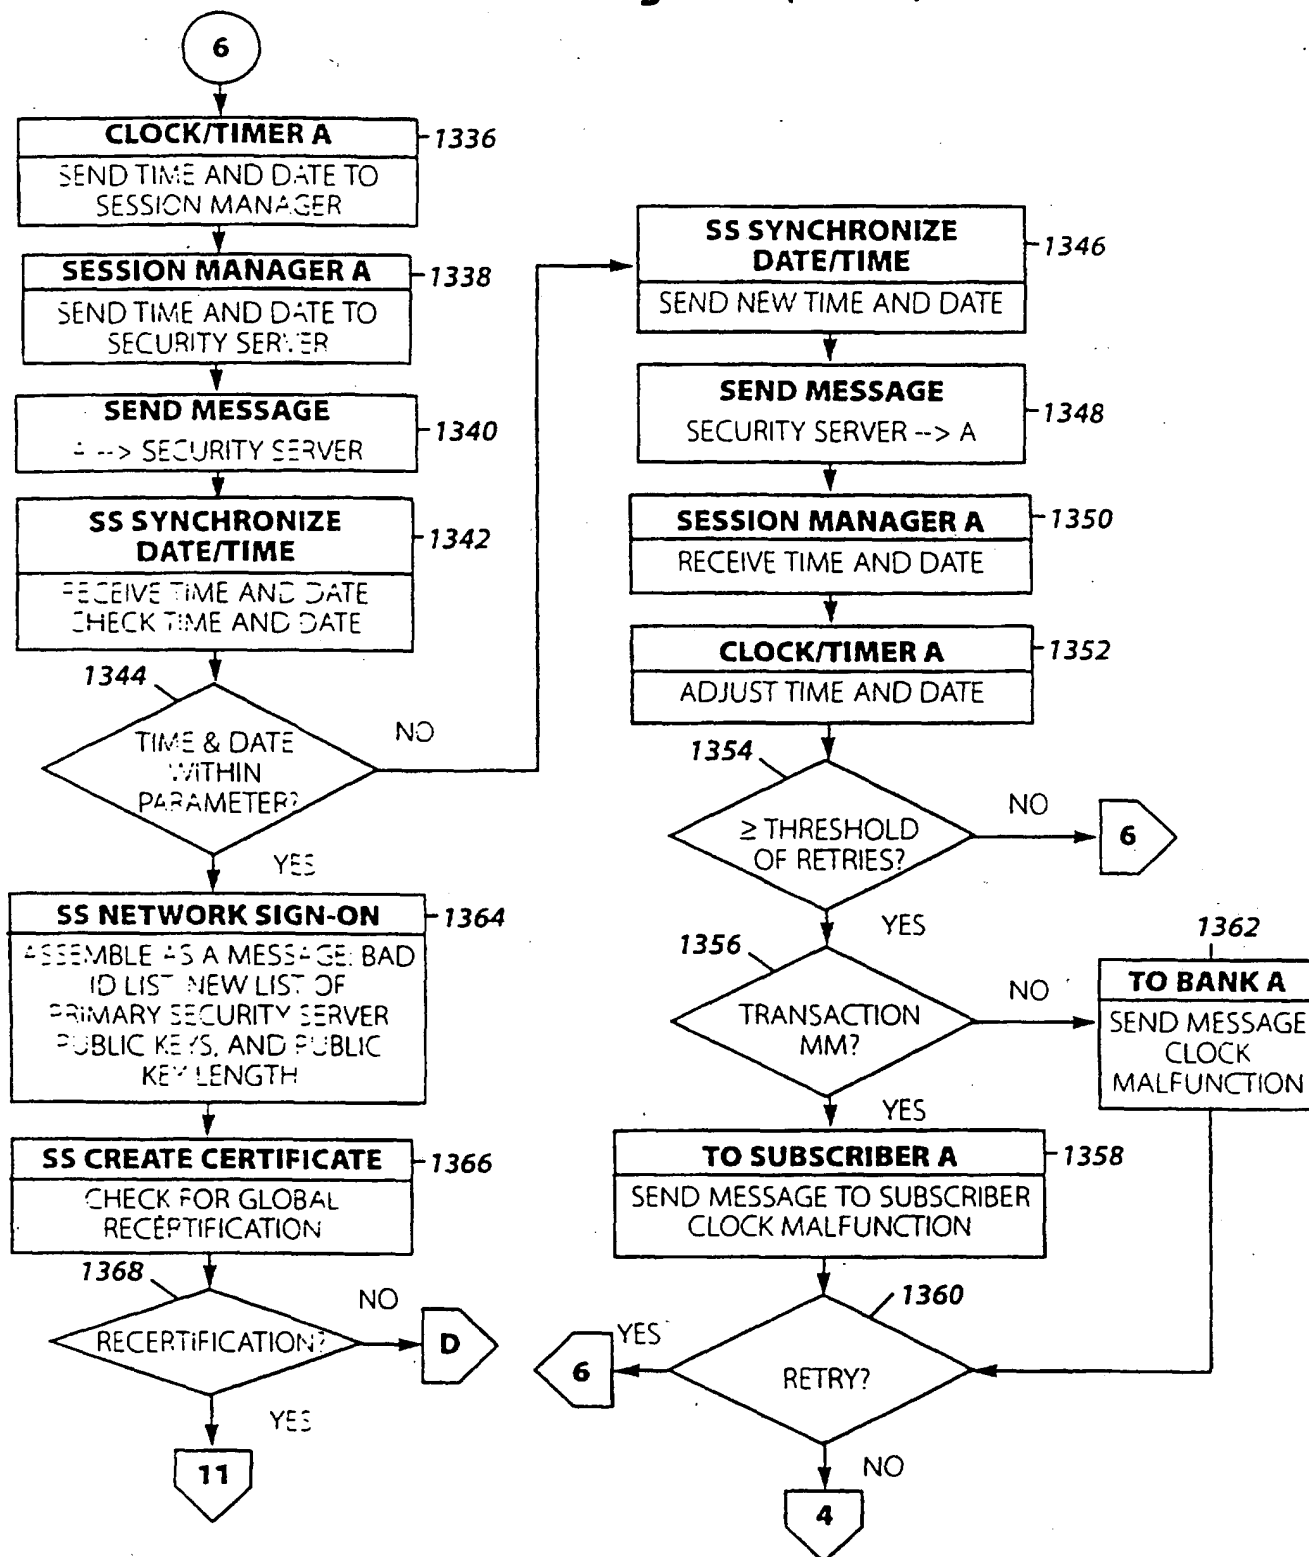 6
CLOCK/TIMER A
1336
SEND TIME AND DATE TO
SESSION MANAGER
SESSION MANAGER A
1338
SEND TIME AND DATE TO
SECURITY SERVER
SEND MESSAGE
1340
A --> SECURITY SERVER
SS SYNCHRONIZE
DATE/TIME
1342
RECEIVE TIME AND DATE
CHECK TIME AND DATE
1344
TIME & DATE
WITHIN
PARAMETER?
NO
YES
SS NETWORK SIGN-ON
1364
ASSEMBLE AS A MESSAGE: BAD
ID LIST NEW LIST OF
PRIMARY SECURITY SERVER
PUBLIC KEYS, AND PUBLIC
KEY LENGTH
SS CREATE CERTIFICATE
1366
CHECK FOR GLOBAL
RECERTIFICATION
1368
RECERTIFICATION?
NO
D
YES
11
SS SYNCHRONIZE
DATE/TIME
1346
SEND NEW TIME AND DATE
SEND MESSAGE
1348
SECURITY SERVER --> A
SESSION MANAGER A
1350
RECEIVE TIME AND DATE
CLOCK/TIMER A
1352
ADJUST TIME AND DATE
1354
≥ THRESHOLD
OF RETRIES?
NO
6
YES
1356
TRANSACTION
MM?
NO
1362
TO BANK A
SEND MESSAGE
CLOCK
MALFUNCTION
YES
TO SUBSCRIBER A
1358
SEND MESSAGE TO SUBSCRIBER
CLOCK MALFUNCTION
1360
RETRY?
YES
6
NO
4